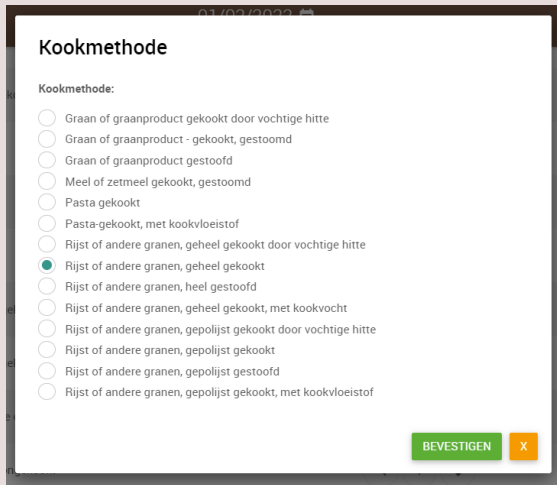 01/02/2023
Kookmethode
Kookmethode:
Graan of graanproduct gekookt door vochtige hitte
Graan of graanproduct - gekookt, gestoomd
Graan of graanproduct gestoofd
Meel of zetmeel gekookt, gestoomd
Pasta gekookt
Pasta-gekookt, met kookvloeistof
Rijst of andere granen, geheel gekookt door vochtige hitte
Rijst of andere granen, geheel gekookt
Rijst of andere granen, heel gestoofd
Rijst of andere granen, geheel gekookt, met kookvocht
Rijst of andere granen, gepolijst gekookt door vochtige hitte
Rijst of andere granen, gepolijst gekookt
Rijst of andere granen, gepolijst gestoofd
Rijst of andere granen, gepolijst gekookt, met kookvloeistof
BEVESTIGEN X